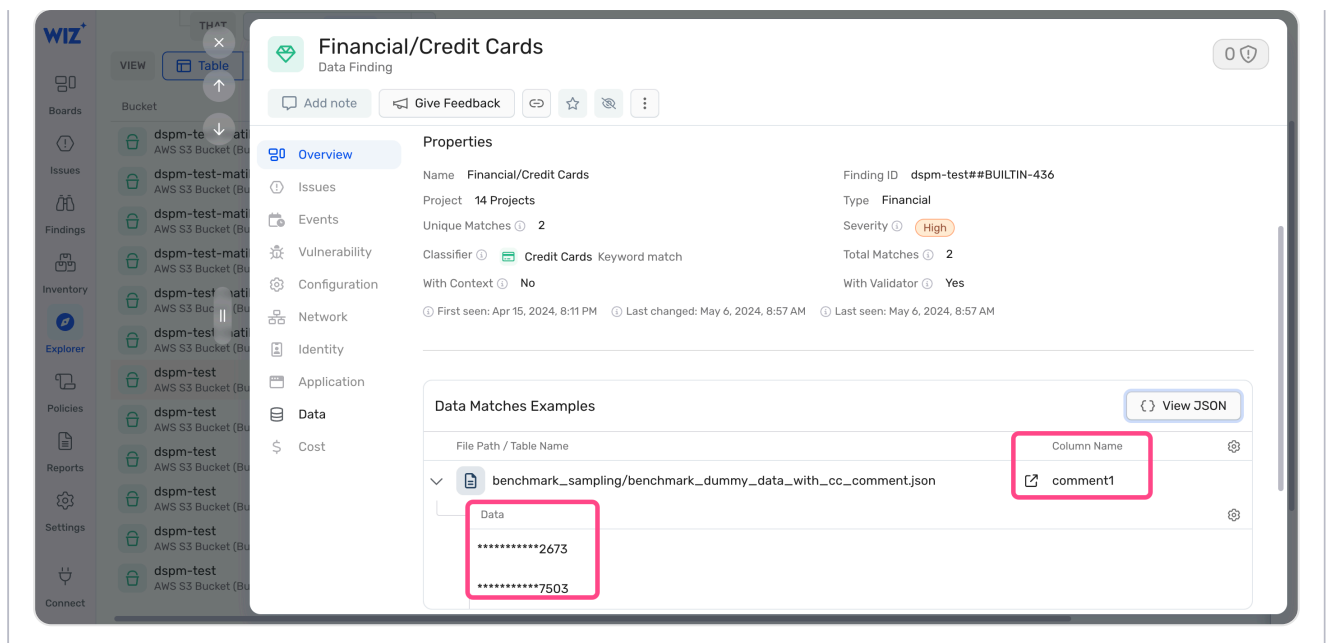 WIZ
THAT
VIEW
Table
Bucket
Boards
Issues
Findings
Inventory
Explorer
Policies
Reports
Settings
Connect
dspm-te ati
AWS S3 Bucket (Bu
dspm-test-mati
AWS S3 Bucket (Bu
dspm-test-mati
AWS S3 Bucket (Bu
dspm-test-mati
AWS S3 Bucket (Bu
dspm-test ati
AWS S3 Bucket (Bu
dspm-test ati
AWS S3 Bucket (Bu
dspm-test
AWS S3 Bucket (Bu
dspm-test
AWS S3 Bucket (Bu
dspm-test
AWS S3 Bucket (Bu
dspm-test
AWS S3 Bucket (Bu
dspm-test
AWS S3 Bucket (Bu
dspm-test
AWS S3 Bucket (Bu
Financial/Credit Cards
Data Finding
0
Add note
Give Feedback
Overview
Issues
Events
Vulnerability
Configuration
Network
Identity
Application
Data
Cost
Properties
Name Financial/Credit Cards
Finding ID dspm-test##BUILTIN-436
Project 14 Projects
Type Financial
Unique Matches 2
Severity High
Classifier Credit Cards Keyword match
Total Matches 2
With Context No
With Validator Yes
First seen: Apr 15, 2024, 8:11 PM Last changed: May 6, 2024, 8:57 AM Last seen: May 6, 2024, 8:57 AM
Data Matches Examples
{} View JSON
File Path / Table Name Column Name
benchmark_sampling/benchmark_dummy_data_with_cc_comment.json comment1
Data
***********2673
***********7503